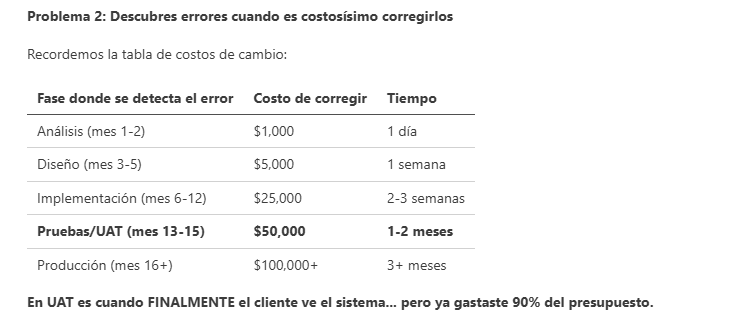 Problema 2: Descubres errores cuando es costosísimo corregirlos
Recordemos la tabla de costos de cambio:
Fase donde se detecta el error Costo de corregir Tiempo
Análisis (mes 1-2) $1,000 1 día
Diseño (mes 3-5) $5,000 1 semana
Implementación (mes 6-12) $25,000 2-3 semanas
Pruebas/UAT (mes 13-15) $50,000 1-2 meses
Producción (mes 16+) $100,000+ 3+ meses
En UAT es cuando FINALMENTE el cliente ve el sistema... pero ya gastaste 90% del presupuesto.